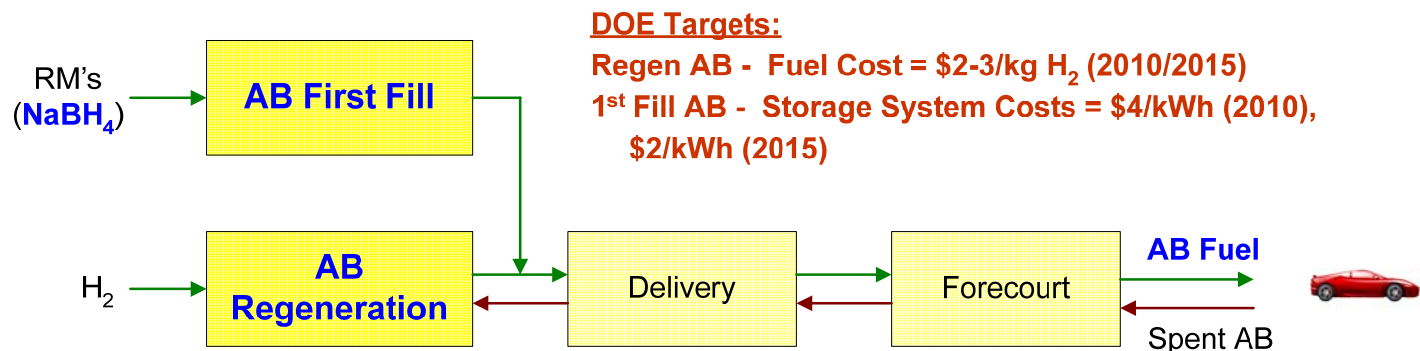 DOE Targets:
Regen AB - Fuel Cost = $2-3/kg H2 (2010/2015)
1st Fill AB - Storage System Costs = $4/kWh (2010),
$2/kWh (2015)
RM's
(NaBH4)
AB First Fill
H2
AB
Regeneration
Delivery
Forecourt
AB Fuel
Spent AB